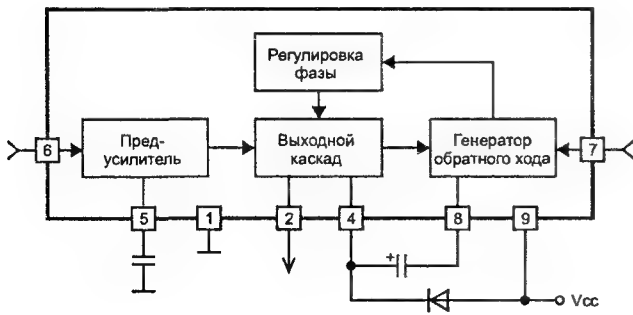 Регулировка
фазы
Пред-
усилитель
Выходной
каскад
Генератор
обратного хода
6
7
5
1
2
4
8
9
+
Vcc